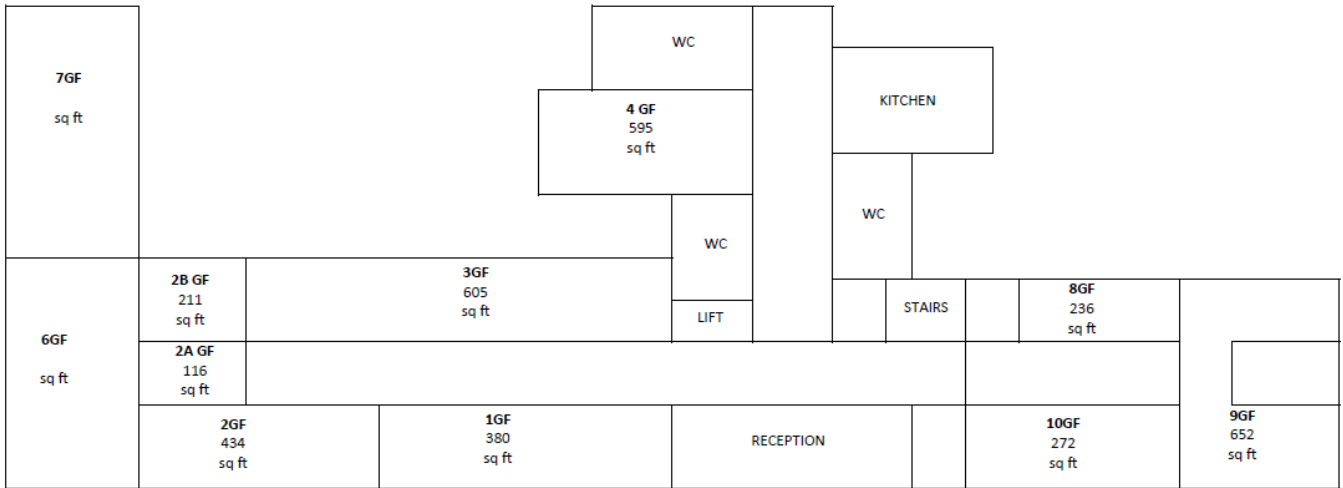 WC
7GF
sq ft
KITCHEN
4 GF
595
sq ft
WC
WC
2B GF
211
sq ft
3GF
605
sq ft
LIFT
STAIRS
8GF
236
sq ft
6GF
sq ft
2A GF
116
sq ft
2GF
434
sq ft
1GF
380
sq ft
RECEPTION
10GF
272
sq ft
9GF
652
sq ft